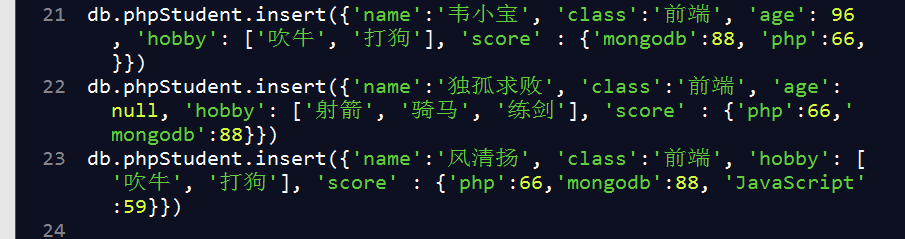 21 db.phpStudent.insert({'name':'韦小宝', 'class':'前端', 'age': 96
, 'hobby': ['吹牛', '打狗'], 'score' : {'mongodb':88, 'php':66,
}})
22 db.phpStudent.insert({'name':'独孤求败', 'class':'前端', 'age':
null, 'hobby': ['射箭', '骑马', '练剑'], 'score' : {'php':66,'
mongodb':88}})
23 db.phpStudent.insert({'name':'风清扬', 'class':'前端', 'hobby': [
'吹牛', '打狗'], 'score' : {'php':66,'mongodb':88, 'JavaScript'
:59}})
24